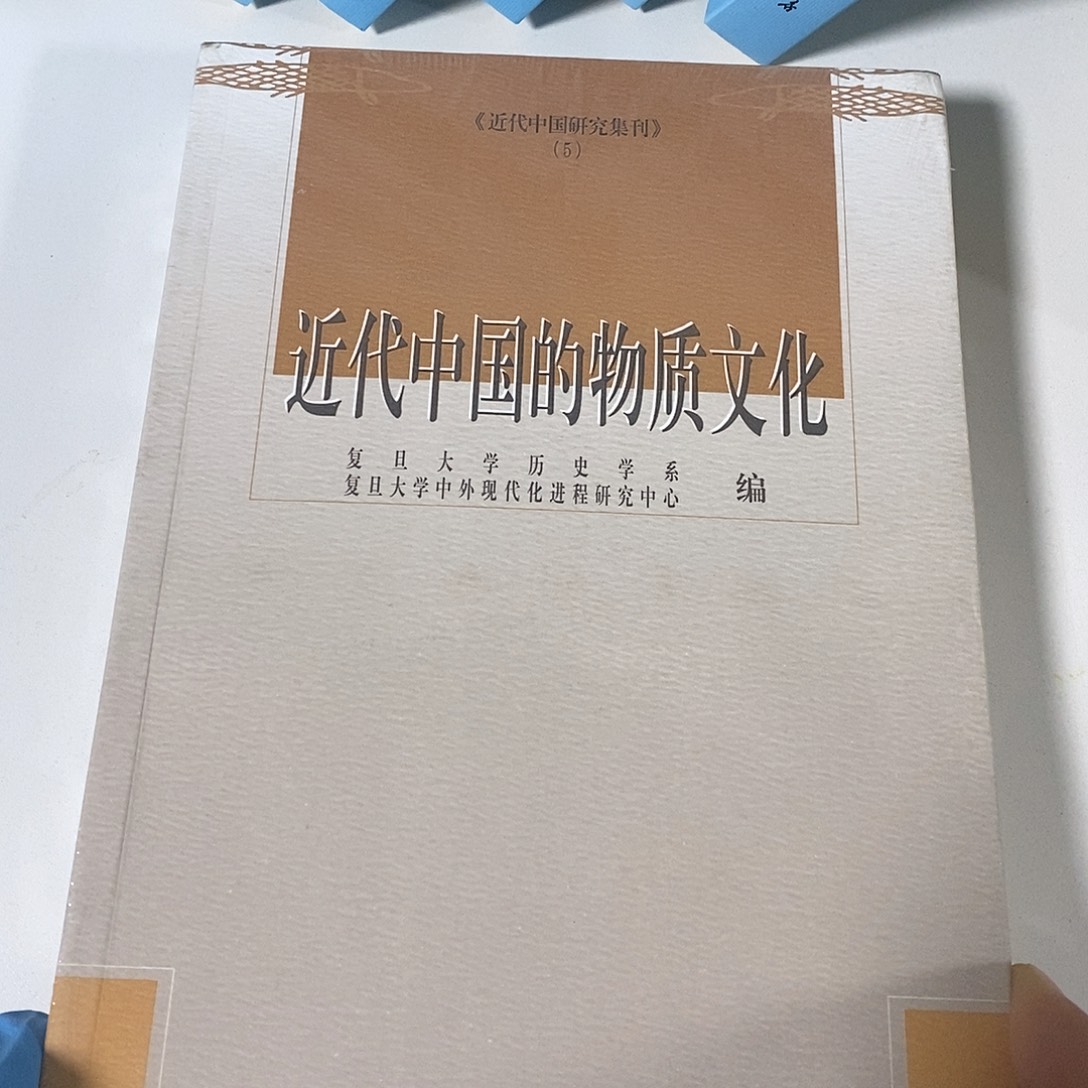 《近代中国研究集刊》
(5)
近代中国的物质文化
复旦大学历史学系
复旦大学中外现代化进程研究中心
编